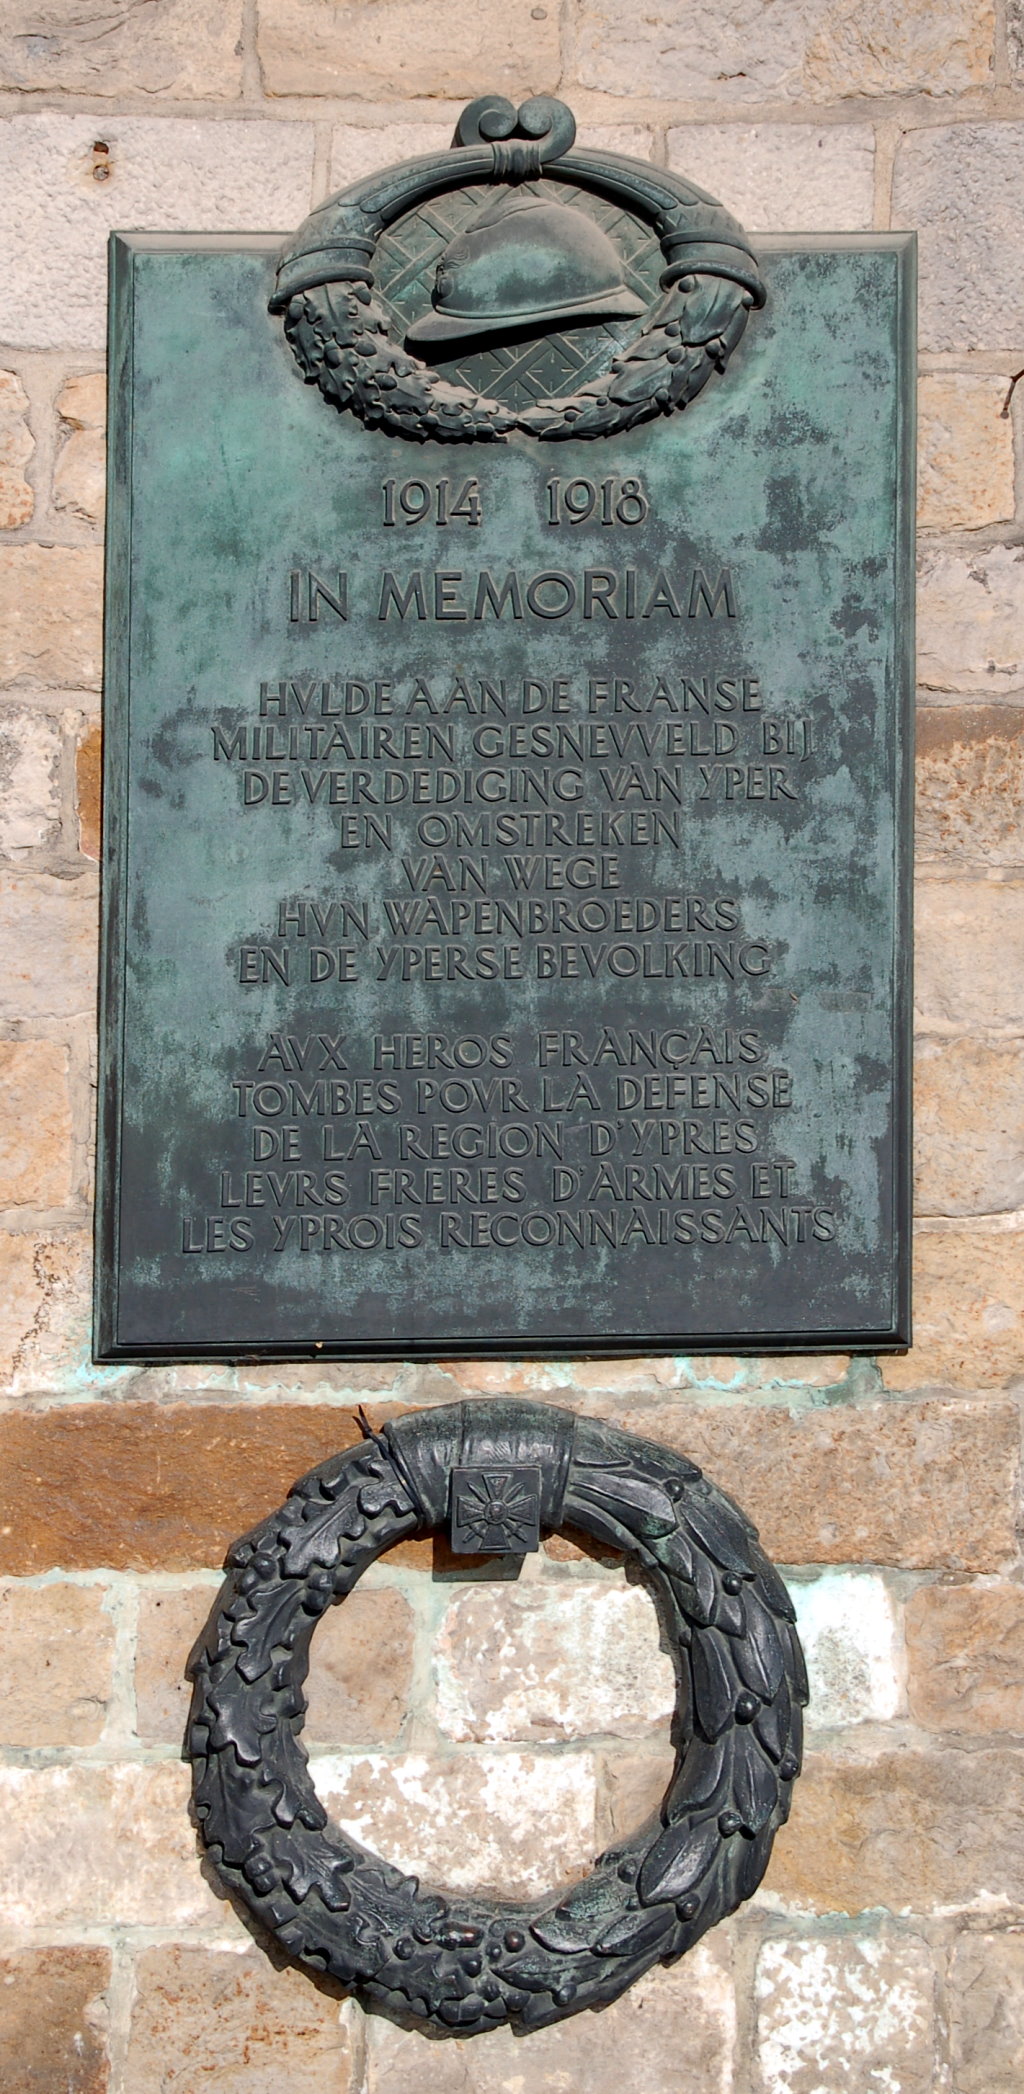 1914 1918
IN MEMORIAM
HVLDE AAN DE FRANSE
MILITAIREN GESNEVVELD BIJ
DE VERDEDIGING VAN YPER
EN OMSTREKEN
VAN WEGE
HVN WAPENBROEDERS
EN DE YPERSE BEVOLKING
AVX HEROS FRANÇAIS
TOMBES POVR LA DEFENSE
DE LA REGION D'YPRES
LEVRS FRERES D'ARMES ET
LES YPROIS RECONNAISSANTS